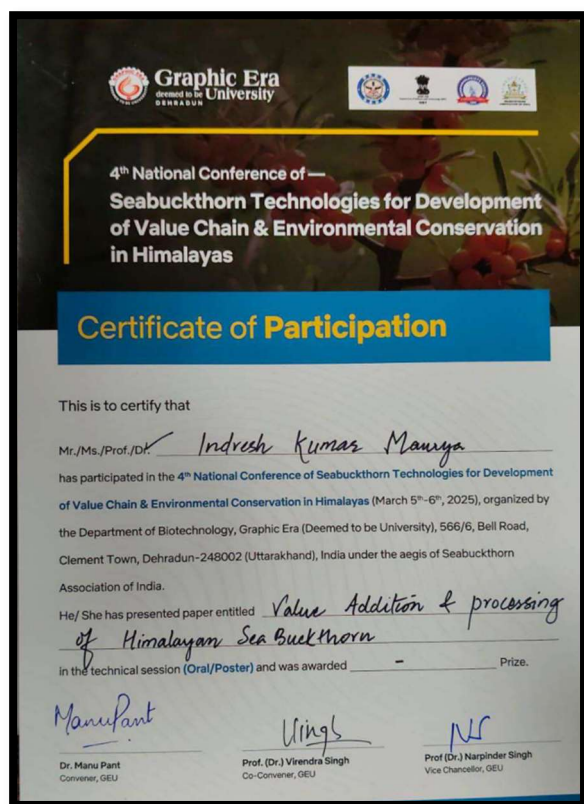 Graphic Era
deemed to be University
DEHRADUN
4th National Conference of—
Seabuckthorn Technologies for Development
of Value Chain & Environmental Conservation
in Himalayas
Certificate of Participation
This is to certify that
Mr./Ms./Prof./Dr. Indresh Kumar Maurya
has participated in the 4th National Conference of Seabuckthorn Technologies for Development
of Value Chain & Environmental Conservation in Himalayas (March 5th-6th, 2025), organized by
the Department of Biotechnology, Graphic Era (Deemed to be University), 566/6, Bell Road,
Clement Town, Dehradun-248002 (Uttarakhand), India under the aegis of Seabuckthorn
Association of India.
He/ She has presented paper entitled Value Addition & processing
of Himalayan Sea Buckthorn
in the technical session (Oral/Poster) and was awarded - Prize.
Manu Pant
Dr. Manu Pant
Convener, GEU
Prof. (Dr.) Virendra Singh
Co-Convener, GEU
Prof (Dr.) Narpinder Singh
Vice Chancellor, GEU